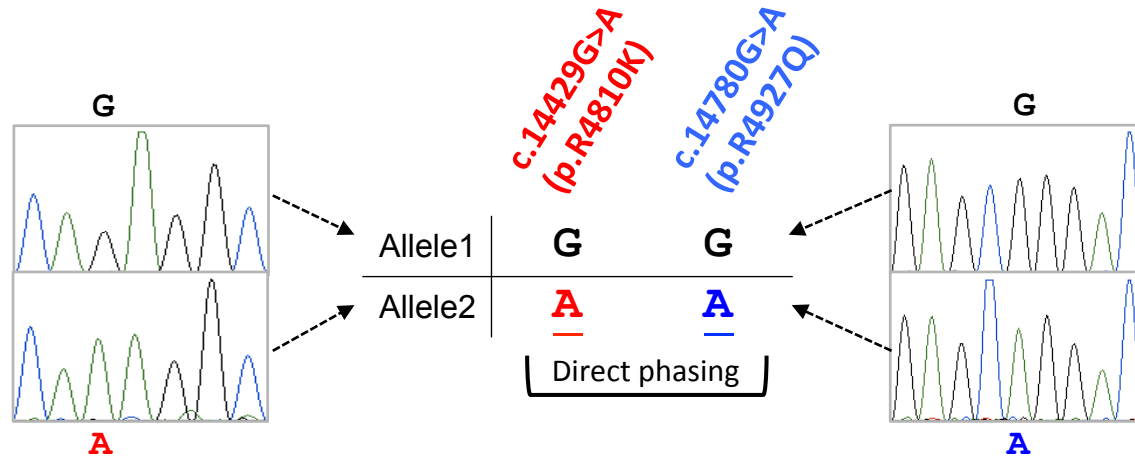 c.14429G>A
(p.R4810K)
c.14780G>A
(p.R4927Q)
G
G
Allele1 G G
Allele2 A A
Direct phasing
A
A